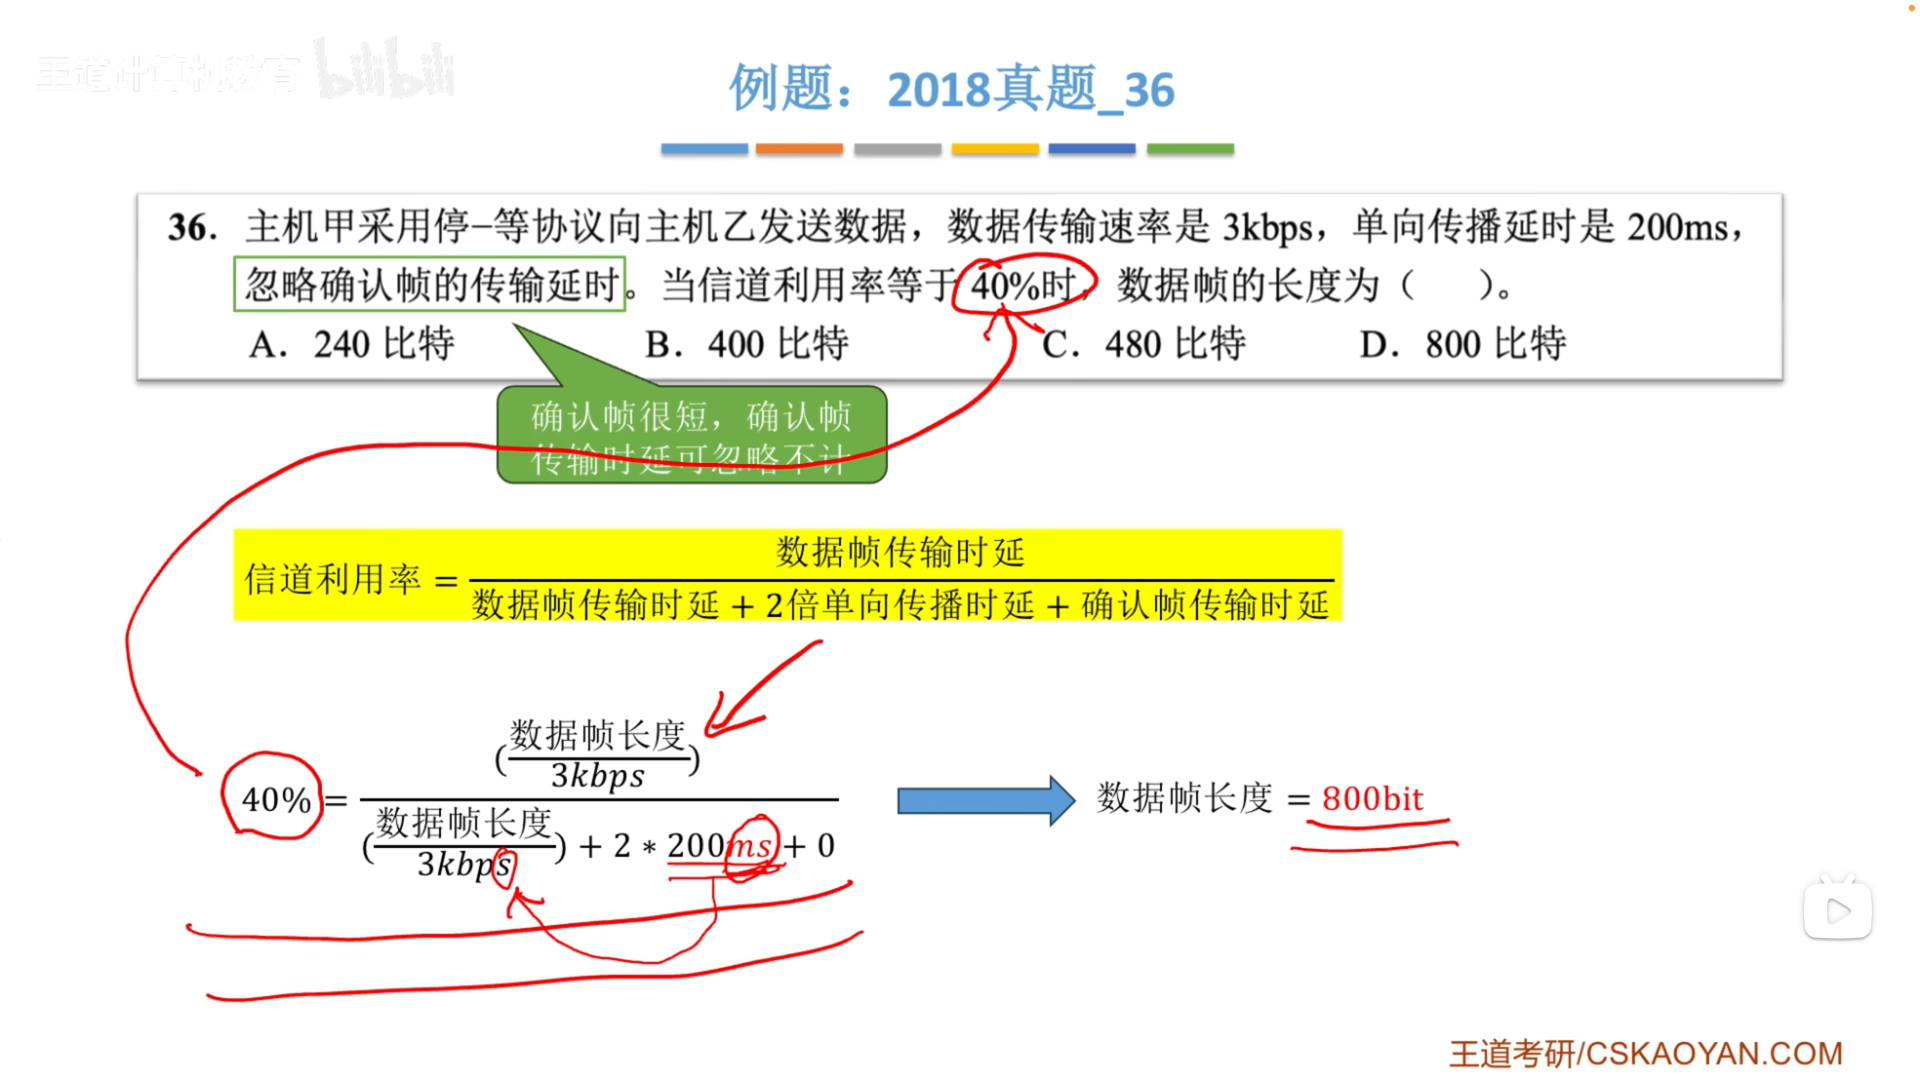 王道计算机教育 bilibili
例题：2018真题_36
36. 主机甲采用停-等协议向主机乙发送数据，数据传输速率是 3kbps，单向传播延时是 200ms，
忽略确认帧的传输延时。当信道利用率等于 40%时，数据帧的长度为（ ）。
A. 240 比特 B. 400 比特 C. 480 比特 D. 800 比特
确认帧很短，确认帧
传输时延可忽略不计
数据帧传输时延
信道利用率 =
数据帧传输时延 + 2倍单向传播时延 + 确认帧传输时延
(数据帧长度/3kbps)
40% =
(数据帧长度/3kbps) + 2 * 200ms + 0
数据帧长度 = 800bit
王道考研/CSKAOYAN.COM